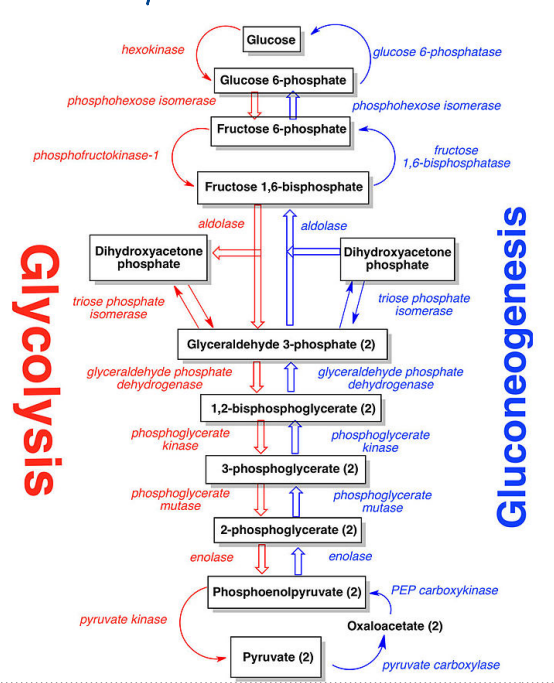 Glucose
hexokinase
glucose 6-phosphatase
Glucose 6-phosphate
phosphohexose isomerase
phosphohexose isomerase
Fructose 6-phosphate
phosphofructokinase-1
fructose
1,6-bisphosphatase
Fructose 1,6-bisphosphate
aldolase
aldolase
Dihydroxyacetone
phosphate
Dihydroxyacetone
phosphate
triose phosphate
isomerase
triose phosphate
isomerase
Glycolysis
Gluconeogenesis
Glyceraldehyde 3-phosphate (2)
glyceraldehyde phosphate
dehydrogenase
glyceraldehyde phosphate
dehydrogenase
1,2-bisphosphoglycerate (2)
phosphoglycerate
kinase
phosphoglycerate
kinase
3-phosphoglycerate (2)
phosphoglycerate
mutase
phosphoglycerate
mutase
2-phosphoglycerate (2)
enolase
enolase
Phosphoenolpyruvate (2)
PEP carboxykinase
pyruvate kinase
Oxaloacetate (2)
Pyruvate (2)
pyruvate carboxylase